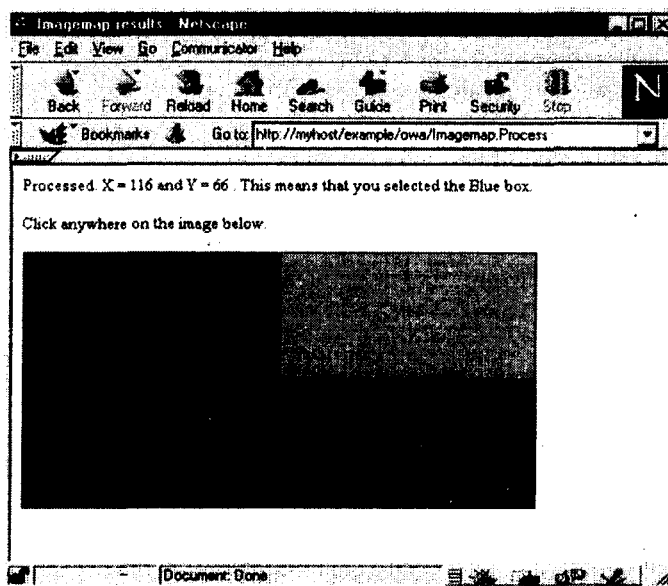 Imagemap results - Netscape
File Edit View Go Communicator Help
Back Forward Reload Home Search Guide Print Security Stop
N
Bookmarks Go to: http://myhost/example/owa/Imagemap.Process
Processed. X = 116 and Y = 66 . This means that you selected the Blue box.
Click anywhere on the image below.
Document: Done